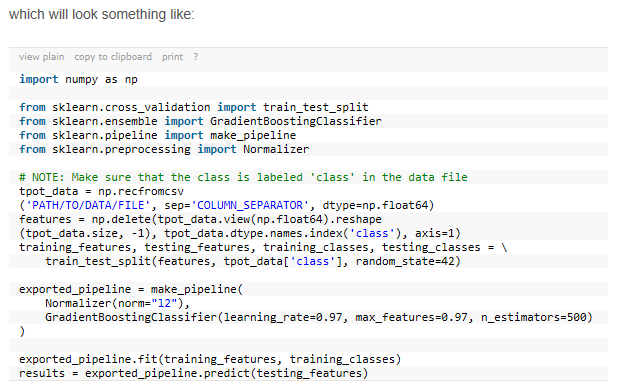 which will look something like:
view plain copy to clipboard print ?
import numpy as np
from sklearn.cross_validation import train_test_split
from sklearn.ensemble import GradientBoostingClassifier
from sklearn.pipeline import make_pipeline
from sklearn.preprocessing import Normalizer
# NOTE: Make sure that the class is labeled 'class' in the data file
tpot_data = np.recfromcsv
('PATH/TO/DATA/FILE', sep='COLUMN_SEPARATOR', dtype=np.float64)
features = np.delete(tpot_data.view(np.float64).reshape
(tpot_data.size, -1), tpot_data.dtype.names.index('class'), axis=1)
training_features, testing_features, training_classes, testing_classes = \
    train_test_split(features, tpot_data['class'], random_state=42)
exported_pipeline = make_pipeline(
    Normalizer(norm="l2"),
    GradientBoostingClassifier(learning_rate=0.97, max_features=0.97, n_estimators=500)
)
exported_pipeline.fit(training_features, training_classes)
results = exported_pipeline.predict(testing_features)